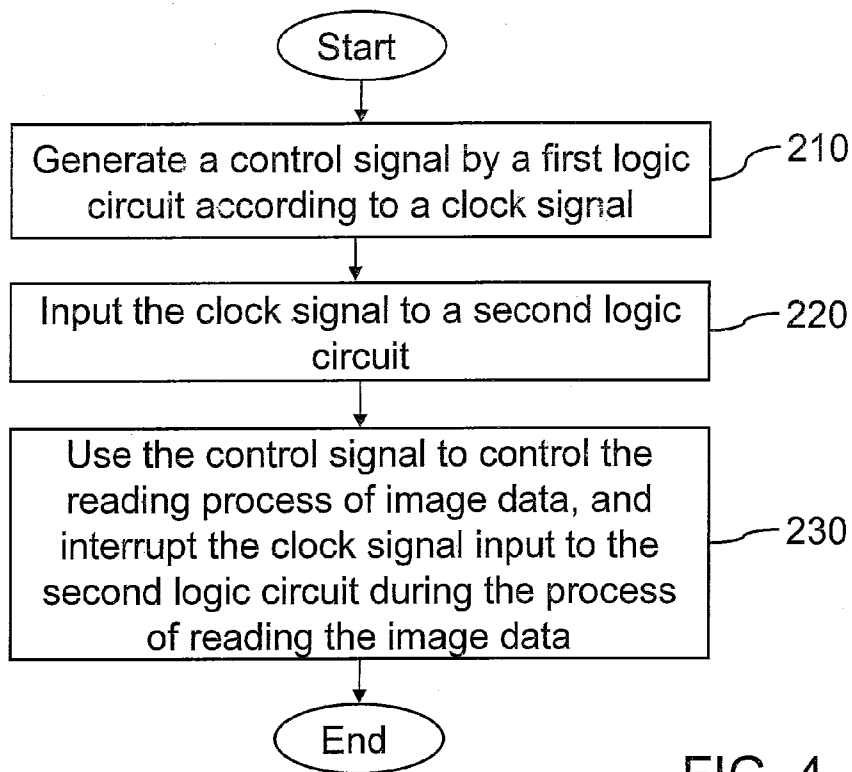 Start
Generate a control signal by a first logic
circuit according to a clock signal
210
Input the clock signal to a second logic
circuit
220
Use the control signal to control the
reading process of image data, and
interrupt the clock signal input to the
second logic circuit during the process
of reading the image data
230
End
FIG. 4